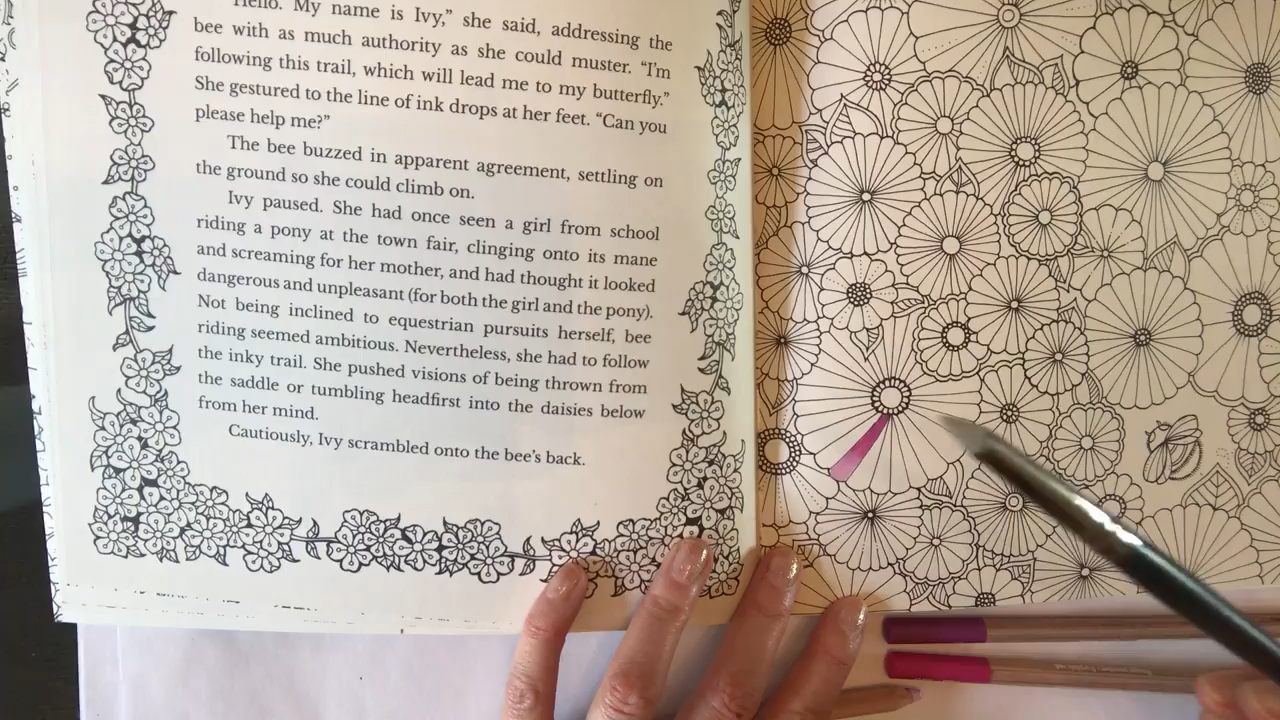 "Hello. My name is Ivy," she said, addressing the
bee with as much authority as she could muster. "I'm
following this trail, which will lead me to my butterfly."
She gestured to the line of ink drops at her feet. "Can you
please help me?"
The bee buzzed in apparent agreement, settling on
the ground so she could climb on.
Ivy paused. She had once seen a girl from school
riding a pony at the town fair, clinging onto its mane
and screaming for her mother, and had thought it looked
dangerous and unpleasant (for both the girl and the pony).
Not being inclined to equestrian pursuits herself, bee
riding seemed ambitious. Nevertheless, she had to follow
the inky trail. She pushed visions of being thrown from
the saddle or tumbling headfirst into the daisies below
from her mind.
Cautiously, Ivy scrambled onto the bee's back.